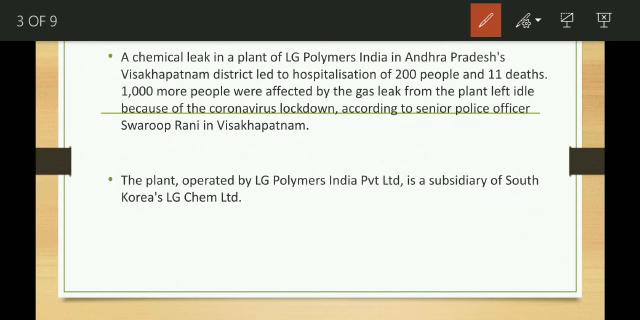 3 OF 9
A chemical leak in a plant of LG Polymers India in Andhra Pradesh's
Visakhapatnam district led to hospitalisation of 200 people and 11 deaths.
1,000 more people were affected by the gas leak from the plant left idle
because of the coronavirus lockdown, according to senior police officer
Swaroop Rani in Visakhapatnam.
The plant, operated by LG Polymers India Pvt Ltd, is a subsidiary of South
Korea's LG Chem Ltd.